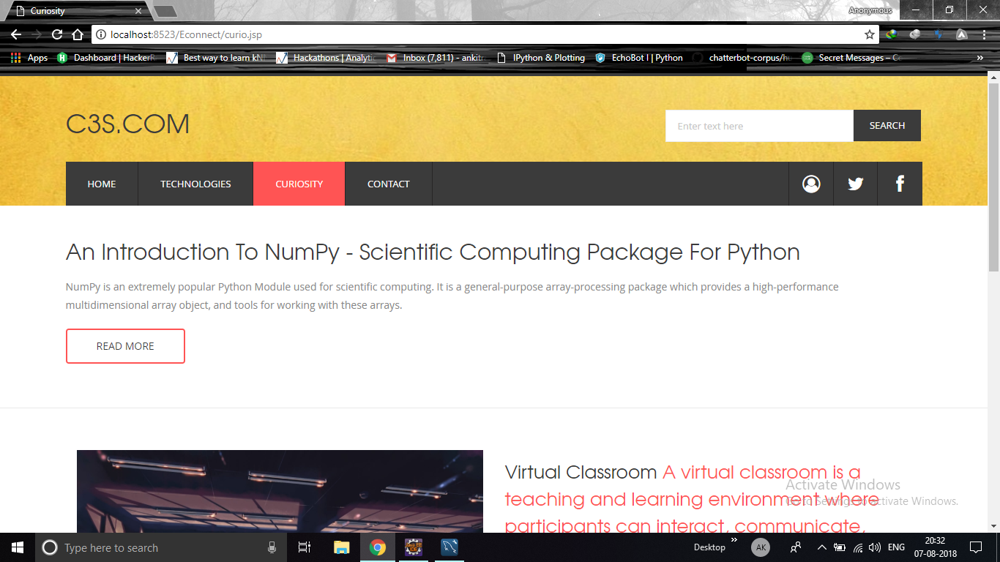 Curiosity
Anonymous
localhost:8523/Econnect/curio.jsp
Apps Dashboard | HackerR Best way to learn kN Hackathons | Analytic Inbox (7,811) - ankitr IPython & Plotting EchoBot I | Python chatterbot-corpus/hu Secret Messages – C »
C3S.COM
Enter text here SEARCH
HOME TECHNOLOGIES CURIOSITY CONTACT
An Introduction To NumPy - Scientific Computing Package For Python
NumPy is an extremely popular Python Module used for scientific computing. It is a general-purpose array-processing package which provides a high-performance
multidimensional array object, and tools for working with these arrays.
READ MORE
Virtual Classroom A virtual classroom is a
teaching and learning environment where
participants can interact, communicate,
Activate Windows
Go to Settings to activate Windows.
Type here to search
Desktop » AK ENG 20:32
07-08-2018